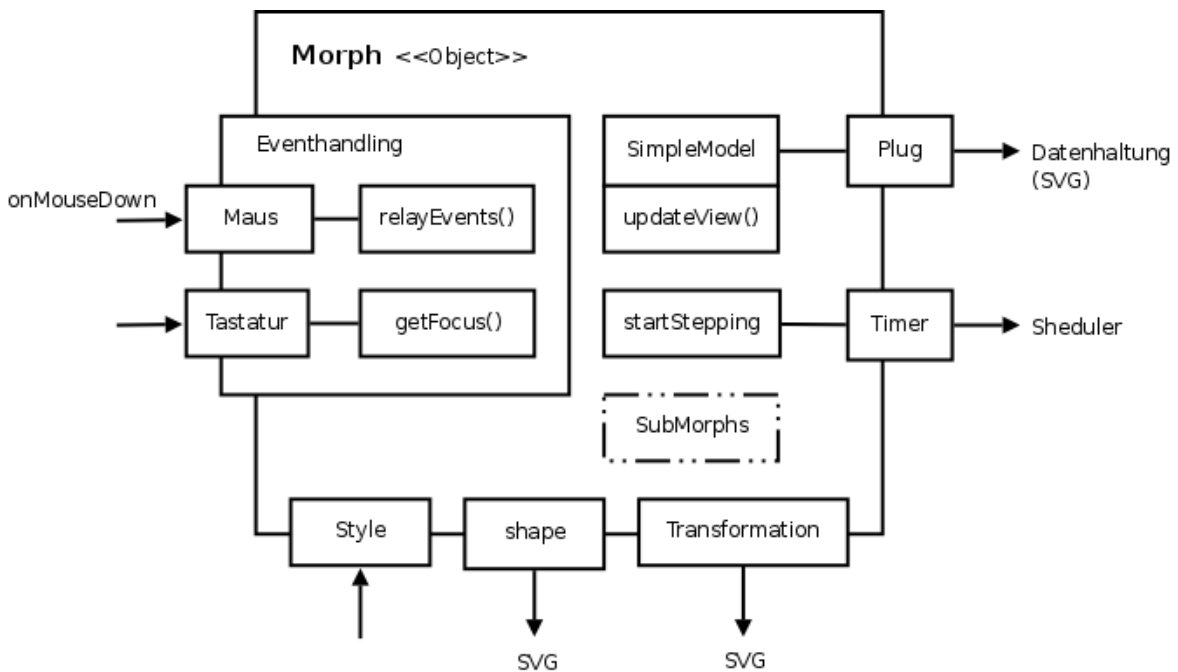 Morph <<Object>>
Eventhandling
SimpleModel
Plug
Datenhaltung
(SVG)
onMouseDown
Maus
relayEvents()
updateView()
Tastatur
getFocus()
startStepping
Timer
Sheduler
SubMorphs
Style
shape
Transformation
SVG
SVG